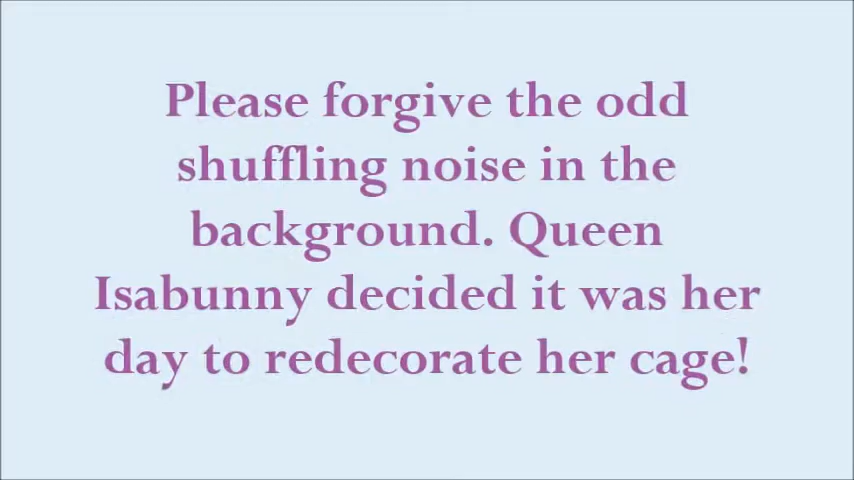 Please forgive the odd
shuffling noise in the
background. Queen
Isabunny decided it was her
day to redecorate her cage!